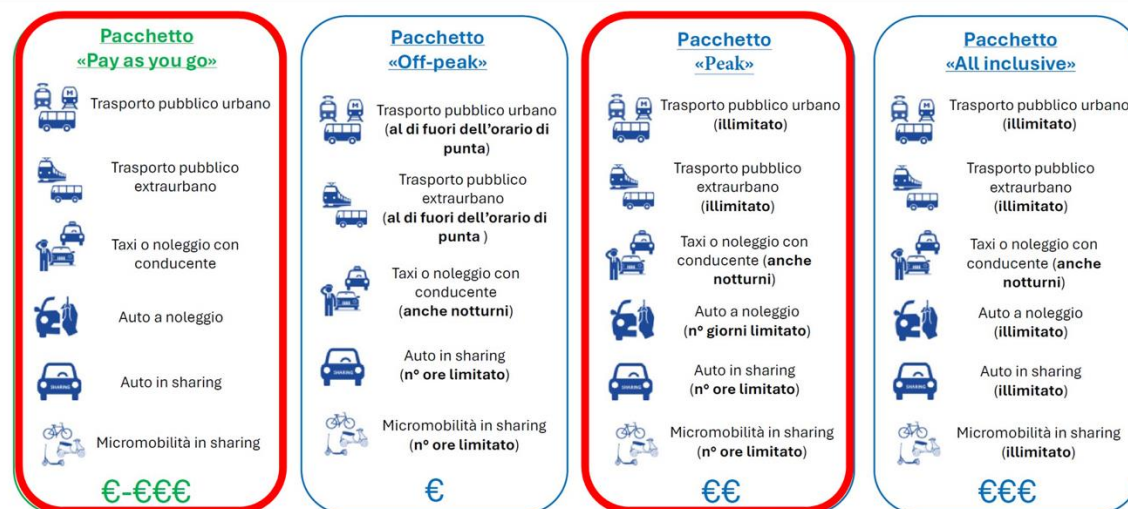 Pacchetto
«Pay as you go»
Trasporto pubblico urbano
Trasporto pubblico
extraurbano
Taxi o noleggio con
conducente
Auto a noleggio
SHARING
Auto in sharing
Micromobilità in sharing
€-€€€
Pacchetto
«Off-peak»
Trasporto pubblico urbano
(al di fuori dell'orario di
punta)
Trasporto pubblico
extraurbano
(al di fuori dell'orario di
punta )
Taxi o noleggio con
conducente
(anche notturni)
SHARING
Auto in sharing
(n° ore limitato)
Micromobilità in sharing
(n° ore limitato)
€
Pacchetto
«Peak»
Trasporto pubblico urbano
(illimitato)
Trasporto pubblico
extraurbano
(illimitato)
Taxi o noleggio con
conducente (anche
notturni)
Auto a noleggio
(n° giorni limitato)
SHARING
Auto in sharing
(n° ore limitato)
Micromobilità in sharing
(n° ore limitato)
€€
Pacchetto
«All inclusive»
Trasporto pubblico urbano
(illimitato)
Trasporto pubblico
extraurbano
(illimitato)
Taxi o noleggio con
conducente (anche
notturni)
Auto a noleggio
(illimitato)
SHARING
Auto in sharing
(illimitato)
Micromobilità in sharing
(illimitato)
€€€